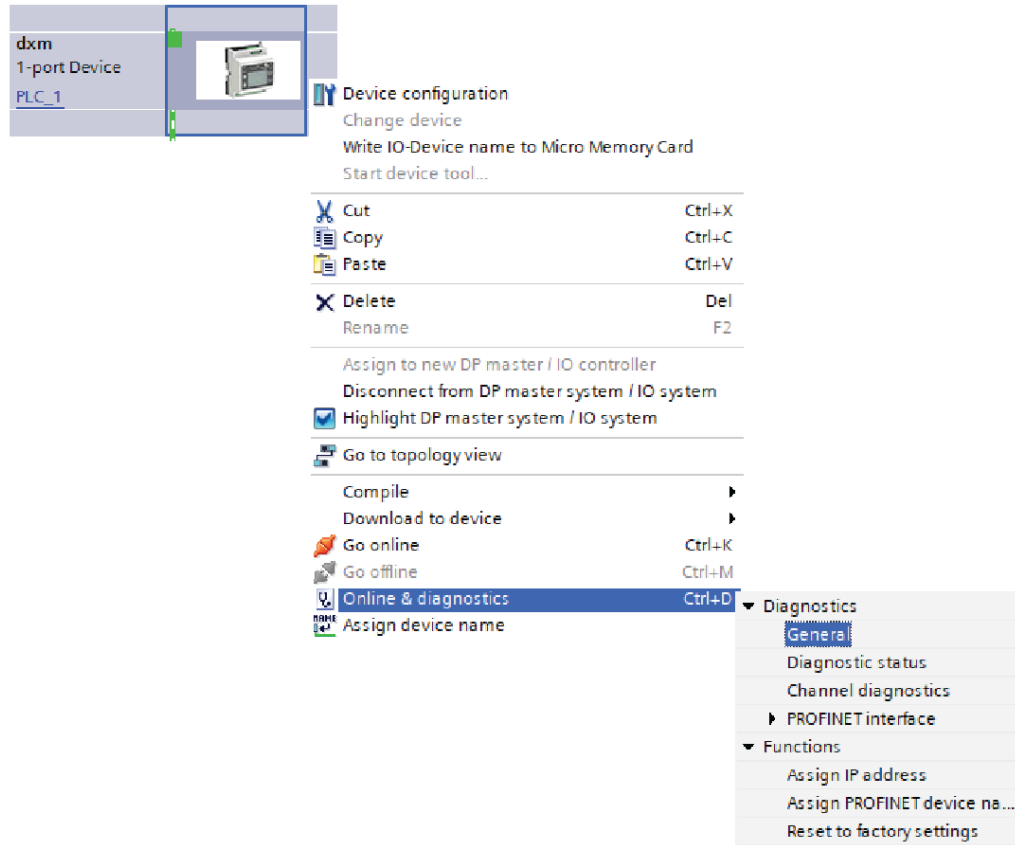 dxm
1-port Device
PLC_1
Device configuration
Change device
Write IO-Device name to Micro Memory Card
Start device tool...
Cut Ctrl+X
Copy Ctrl+C
Paste Ctrl+V
Delete Del
Rename F2
Assign to new DP master / IO controller
Disconnect from DP master system / IO system
Highlight DP master system / IO system
Go to topology view
Compile
Download to device
Go online Ctrl+K
Go offline Ctrl+M
Online & diagnostics Ctrl+D
NAME Assign device name
Diagnostics
General
Diagnostic status
Channel diagnostics
PROFINET interface
Functions
Assign IP address
Assign PROFINET device na...
Reset to factory settings